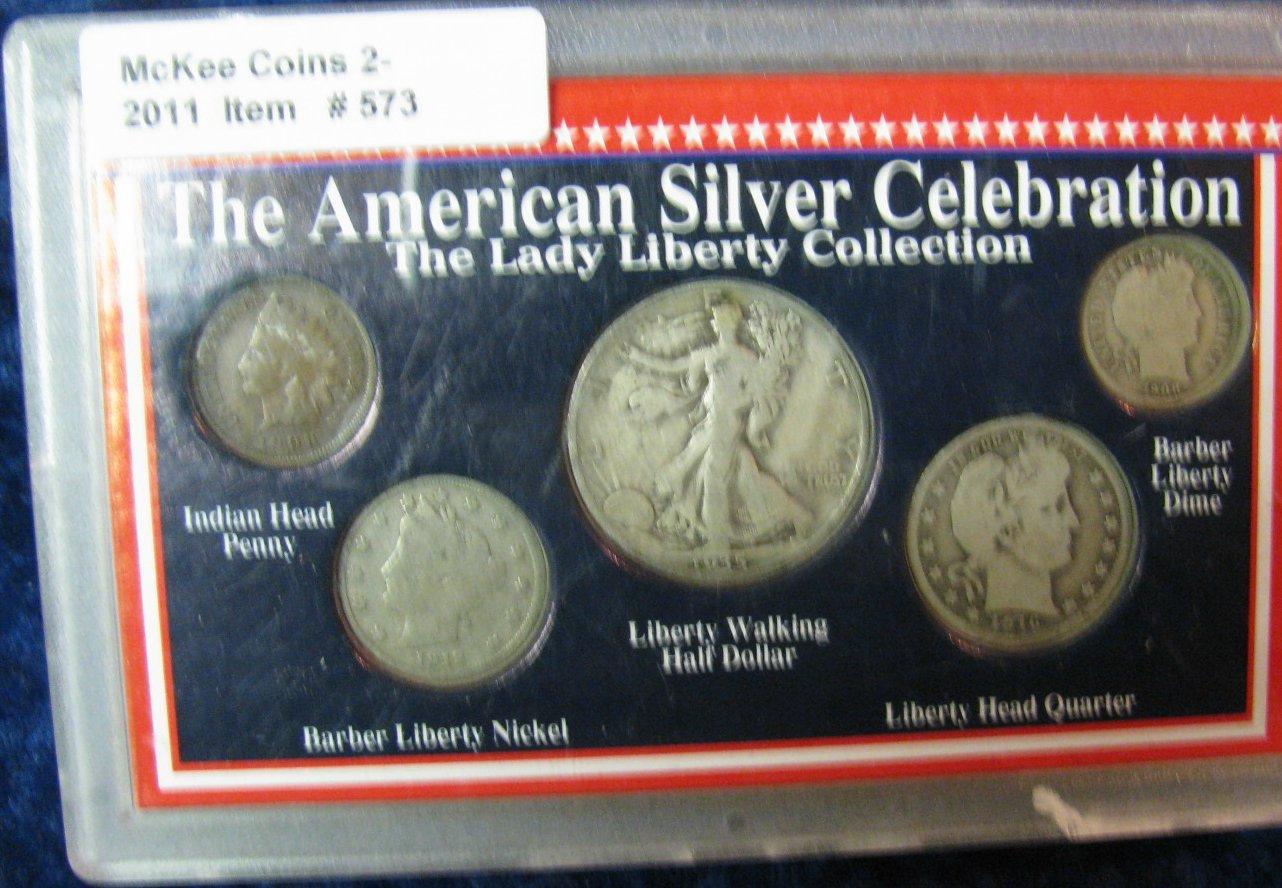 McKee Coins 2-
2011 Item # 573
The American Silver Celebration
The Lady Liberty Collection
Indian Head
Penny
Barber Liberty Nickel
Liberty Walking
Half Dollar
Liberty Head Quarter
Barber
Liberty
Dime